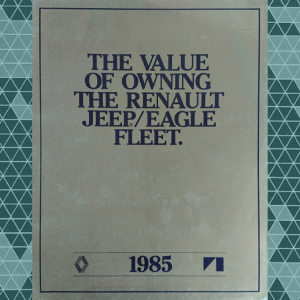 THE VALUE
OF OWNING
THE RENAULT
JEEP/EAGLE
FLEET.
1985